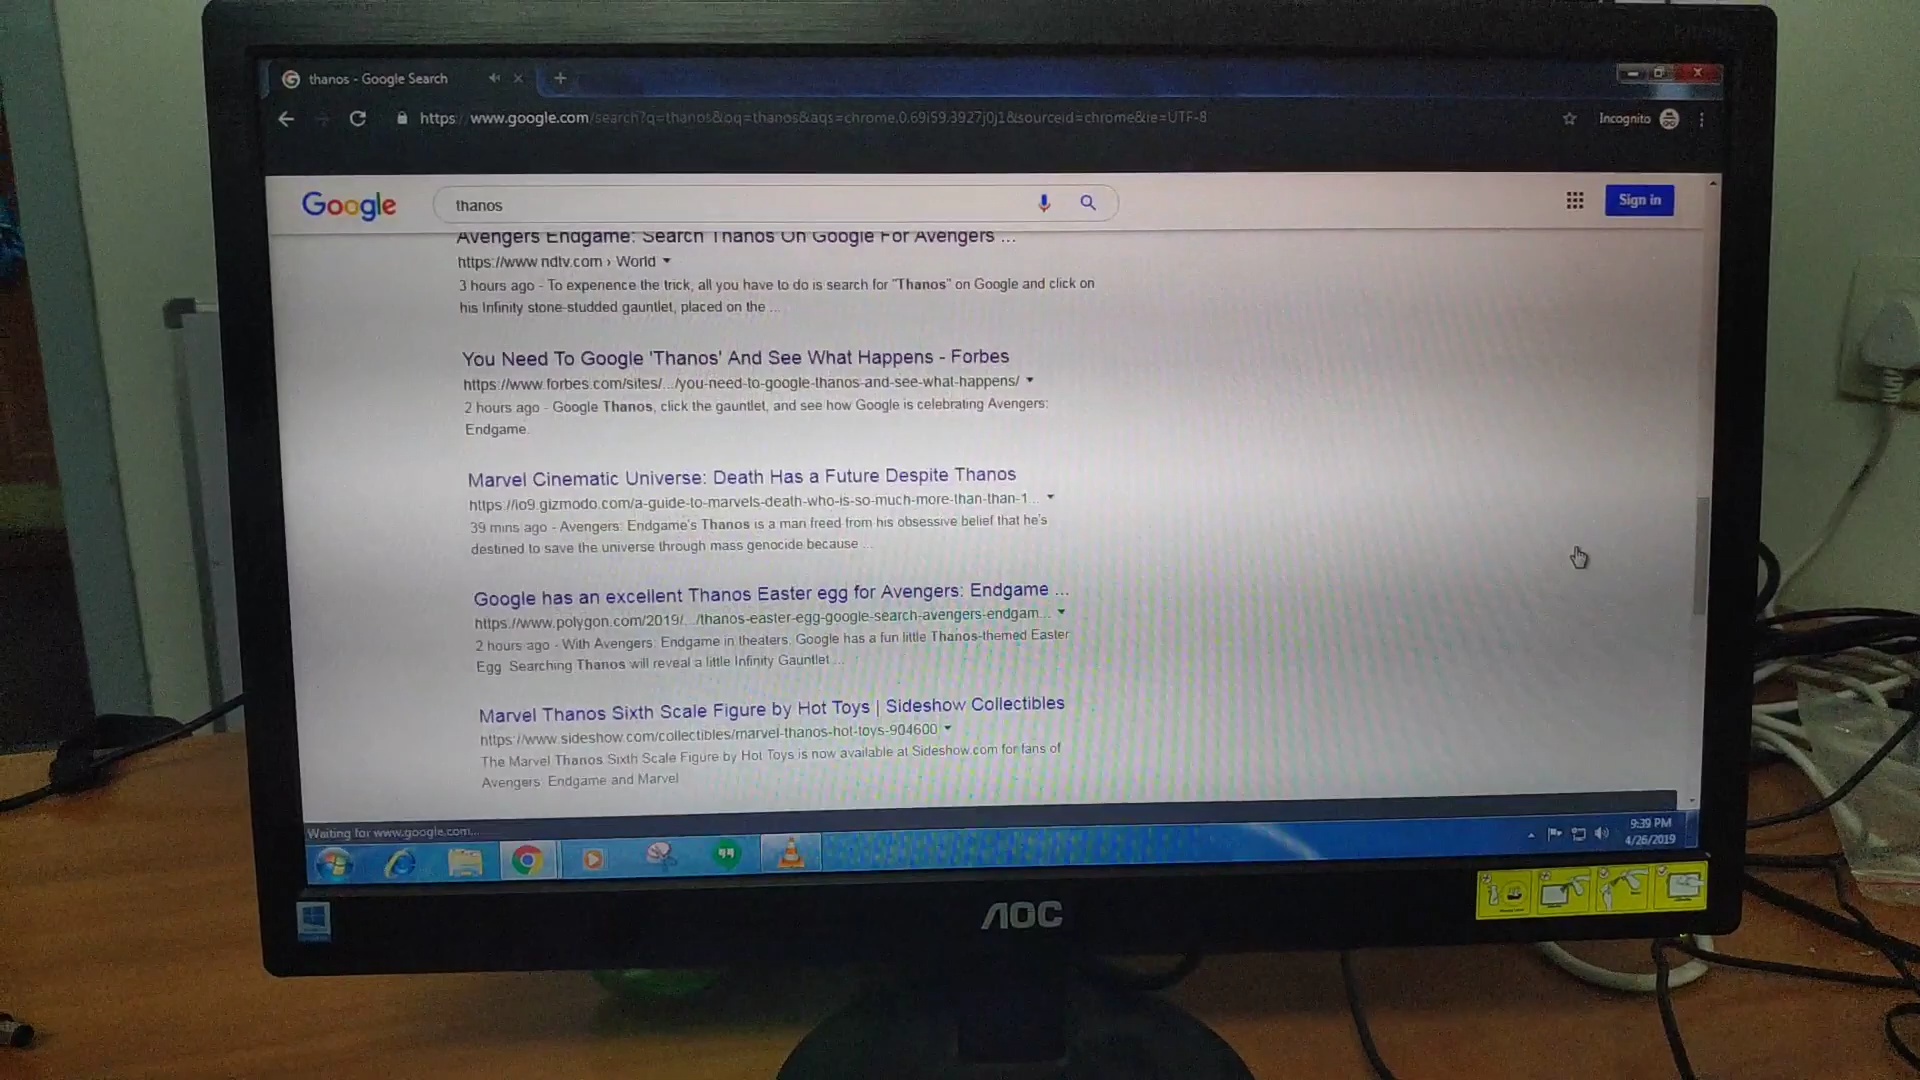 thanos - Google Search
https://www.google.com/search?q=thanos&oq=thanos&aqs=chrome.0.69i59.3927j0j1&sourceid=chrome&ie=UTF-8
Incognito
Google
thanos
Sign in
Avengers Endgame: Search Thanos On Google For Avengers ...
https://www.ndtv.com › World
3 hours ago - To experience the trick, all you have to do is search for "Thanos" on Google and click on
his Infinity stone-studded gauntlet, placed on the ...
You Need To Google 'Thanos' And See What Happens - Forbes
https://www.forbes.com/sites/.../you-need-to-google-thanos-and-see-what-happens/
2 hours ago - Google Thanos, click the gauntlet, and see how Google is celebrating Avengers:
Endgame.
Marvel Cinematic Universe: Death Has a Future Despite Thanos
https://io9.gizmodo.com/a-guide-to-marvels-death-who-is-so-much-more-than-than-1...
39 mins ago - Avengers: Endgame's Thanos is a man freed from his obsessive belief that he's
destined to save the universe through mass genocide because ...
Google has an excellent Thanos Easter egg for Avengers: Endgame ...
https://www.polygon.com/2019/.../thanos-easter-egg-google-search-avengers-endgam...
2 hours ago - With Avengers: Endgame in theaters, Google has a fun little Thanos-themed Easter
Egg. Searching Thanos will reveal a little Infinity Gauntlet ...
Marvel Thanos Sixth Scale Figure by Hot Toys | Sideshow Collectibles
https://www.sideshow.com/collectibles/marvel-thanos-hot-toys-904600
The Marvel Thanos Sixth Scale Figure by Hot Toys is now available at Sideshow.com for fans of
Avengers: Endgame and Marvel
Waiting for www.google.com...
9:39 PM
4/26/2019
AOC